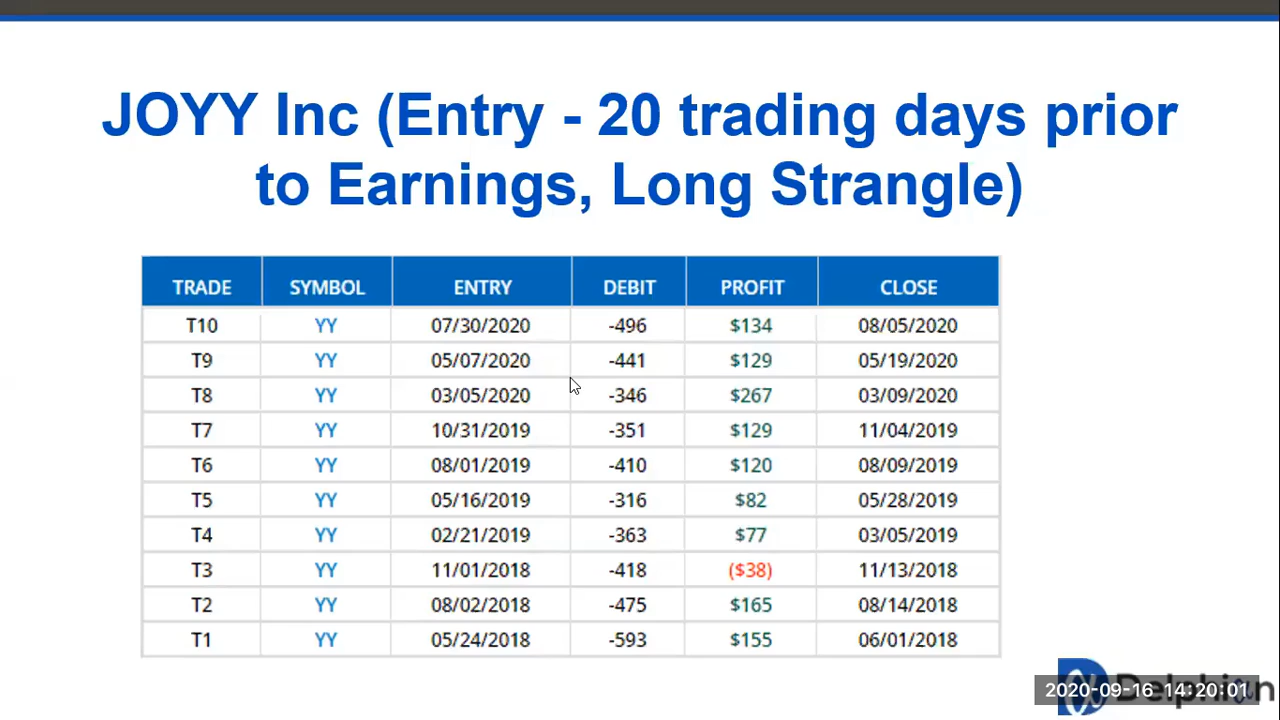 JOYY Inc (Entry - 20 trading days prior
to Earnings, Long Strangle)
TRADE SYMBOL ENTRY DEBIT PROFIT CLOSE
T10 YY 07/30/2020 -496 $134 08/05/2020
T9 YY 05/07/2020 -441 $129 05/19/2020
T8 YY 03/05/2020 -346 $267 03/09/2020
T7 YY 10/31/2019 -351 $129 11/04/2019
T6 YY 08/01/2019 -410 $120 08/09/2019
T5 YY 05/16/2019 -316 $82 05/28/2019
T4 YY 02/21/2019 -363 $77 03/05/2019
T3 YY 11/01/2018 -418 ($38) 11/13/2018
T2 YY 08/02/2018 -475 $165 08/14/2018
T1 YY 05/24/2018 -593 $155 06/01/2018
Delphian
2020-09-16 14:20:01